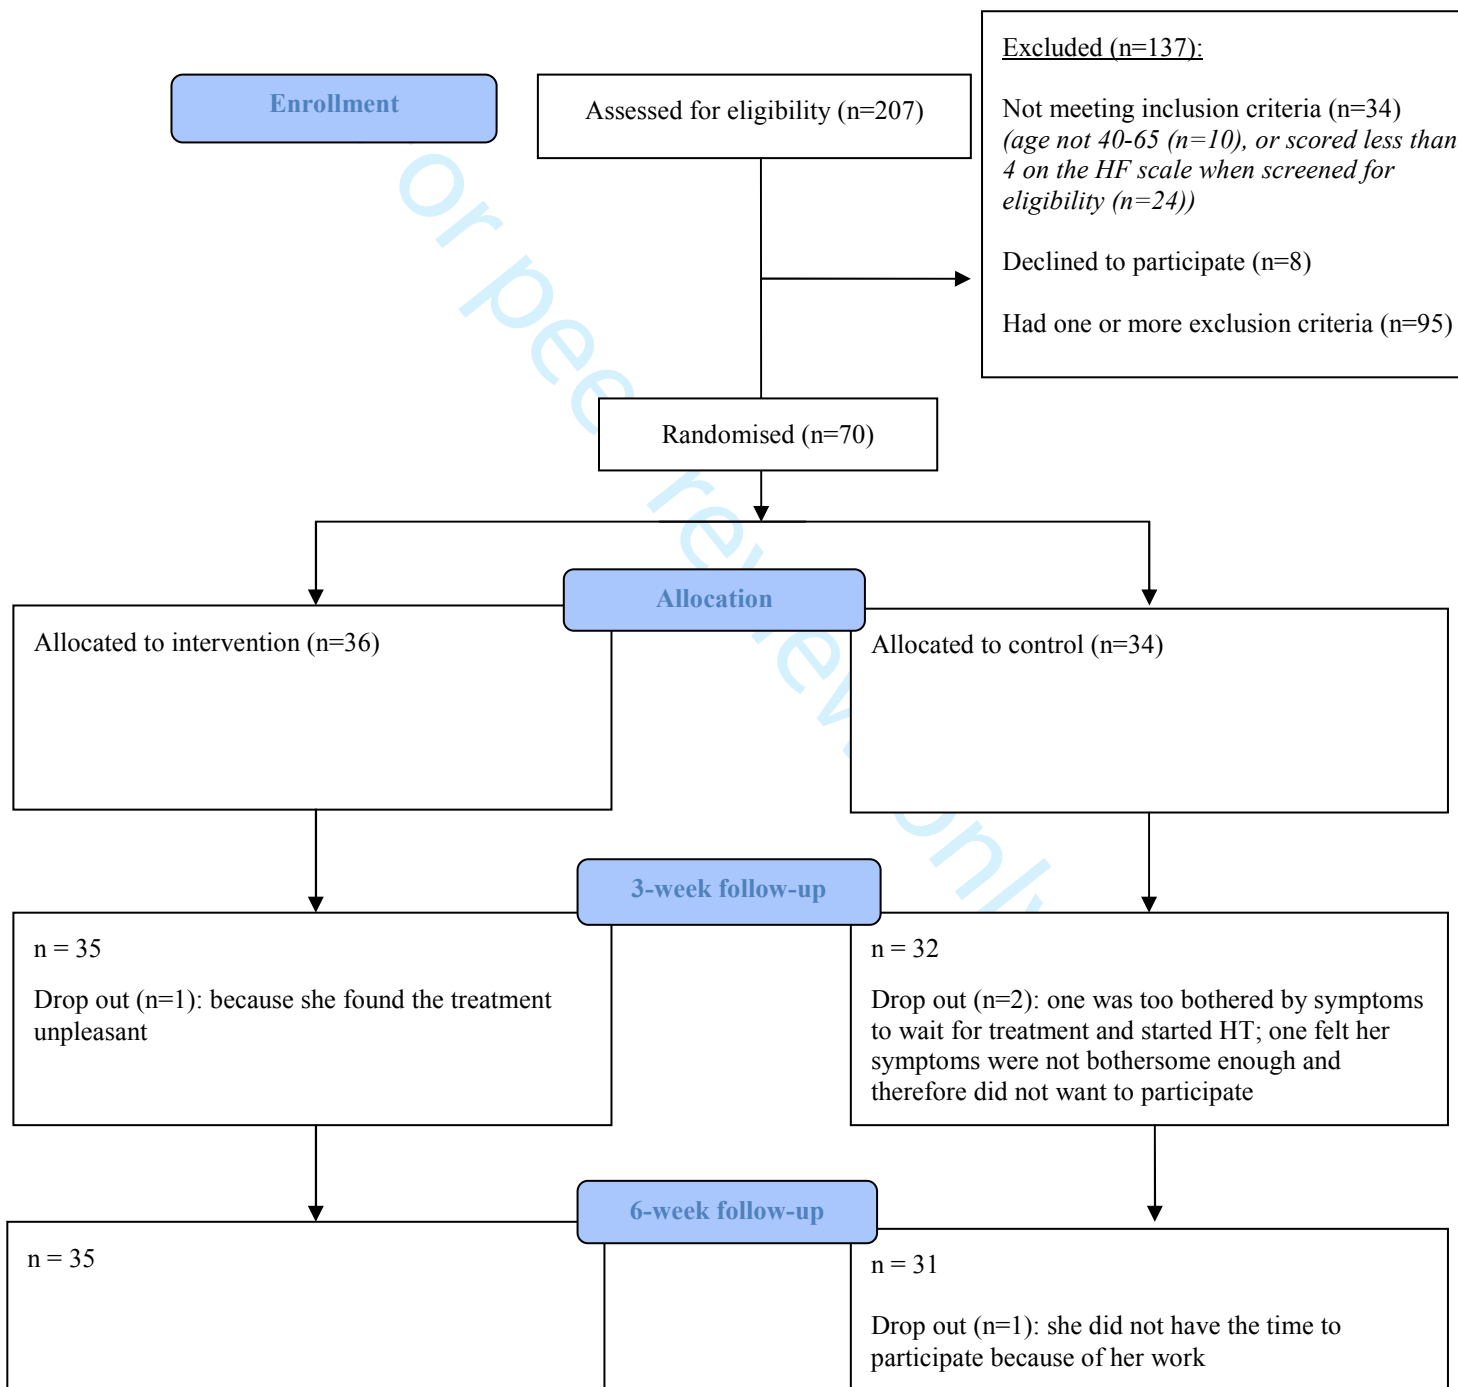 Enrollment
Assessed for eligibility (n=207)
Excluded (n=137):
Not meeting inclusion criteria (n=34)
(age not 40-65 (n=10), or scored less than
4 on the HF scale when screened for
eligibility (n=24))
Declined to participate (n=8)
Had one or more exclusion criteria (n=95)
Randomised (n=70)
Allocation
Allocated to intervention (n=36)
Allocated to control (n=34)
3-week follow-up
n = 35
Drop out (n=1): because she found the treatment
unpleasant
n = 32
Drop out (n=2): one was too bothered by symptoms
to wait for treatment and started HT; one felt her
symptoms were not bothersome enough and
therefore did not want to participate
6-week follow-up
n = 35
n = 31
Drop out (n=1): she did not have the time to
participate because of her work
or peer review only